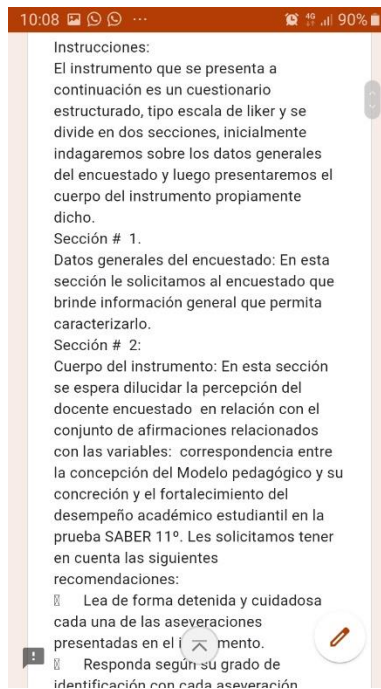 10:08 ... 4G 90%
Instrucciones:
El instrumento que se presenta a
continuación es un cuestionario
estructurado, tipo escala de liker y se
divide en dos secciones, inicialmente
indagaremos sobre los datos generales
del encuestado y luego presentaremos el
cuerpo del instrumento propiamente
dicho.
Sección # 1.
Datos generales del encuestado: En esta
sección le solicitamos al encuestado que
brinde información general que permita
caracterizarlo.
Sección # 2:
Cuerpo del instrumento: En esta sección
se espera dilucidar la percepción del
docente encuestado en relación con el
conjunto de afirmaciones relacionados
con las variables: correspondencia entre
la concepción del Modelo pedagógico y su
concreción y el fortalecimiento del
desempeño académico estudiantil en la
prueba SABER 11º. Les solicitamos tener
en cuenta las siguientes
recomendaciones:
Lea de forma detenida y cuidadosa
cada una de las aseveraciones
presentadas en el
Responda según su grado de
identificación con cada aseveración